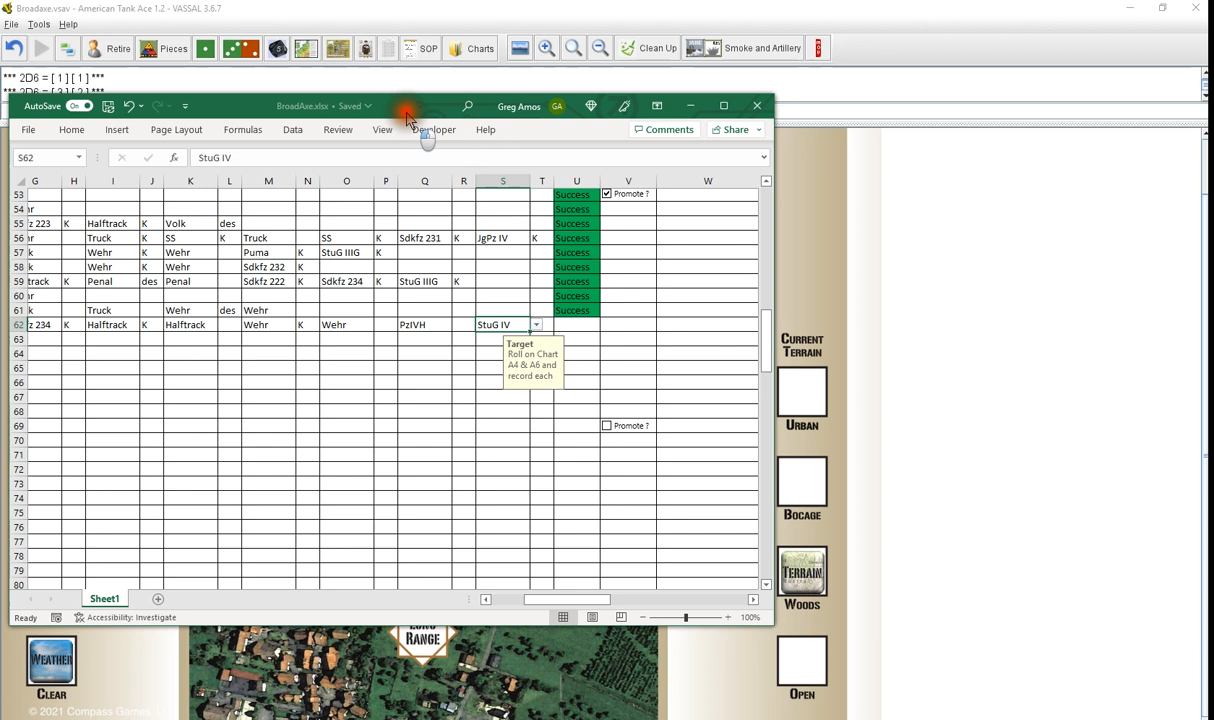 Broadaxe.vsav - American Tank Ace 1.2 - VASSAL 3.6.7
File Tools Help
Retire Pieces SOP Charts Clean Up Smoke and Artillery
*** 2D6 = [ 1 ] [ 1 ] ***
*** 2D6 = [ 3 ] [ 2 ] ***
AutoSave On BroadAxe.xlsx • Saved Greg Amos GA
File Home Insert Page Layout Formulas Data Review View Developer Help Comments Share
S62 fx StuG IV
G H I J K L M N O P Q R S T U V W
53 Success Promote ?
54 Success
55 z 223 K Halftrack K Volk des Success
56 Truck K SS K Truck SS K Sdkfz 231 K JgPz IV K Success
57 k Wehr K Wehr Puma K StuG IIIG K Success
58 k Wehr K Wehr Sdkfz 232 K Success
59 track K Penal des Penal Sdkfz 222 K Sdkfz 234 K StuG IIIG K Success
60 Success
61 k Truck Wehr des Wehr Success
62 z 234 K Halftrack K Halftrack Wehr K Wehr PzIVH StuG IV
63
64
65
66
67
68
69 Promote ?
70
71
72
73
74
75
76
77
78
79
80
Target
Roll on Chart
A4 & A6 and
record each
Sheet1
Ready Accessibility: Investigate 100%
CURRENT
TERRAIN
URBAN
BOCAGE
TERRAIN
WOODS
OPEN
WEATHER
CLEAR
LONG
RANGE
© 2021 Compass Games,